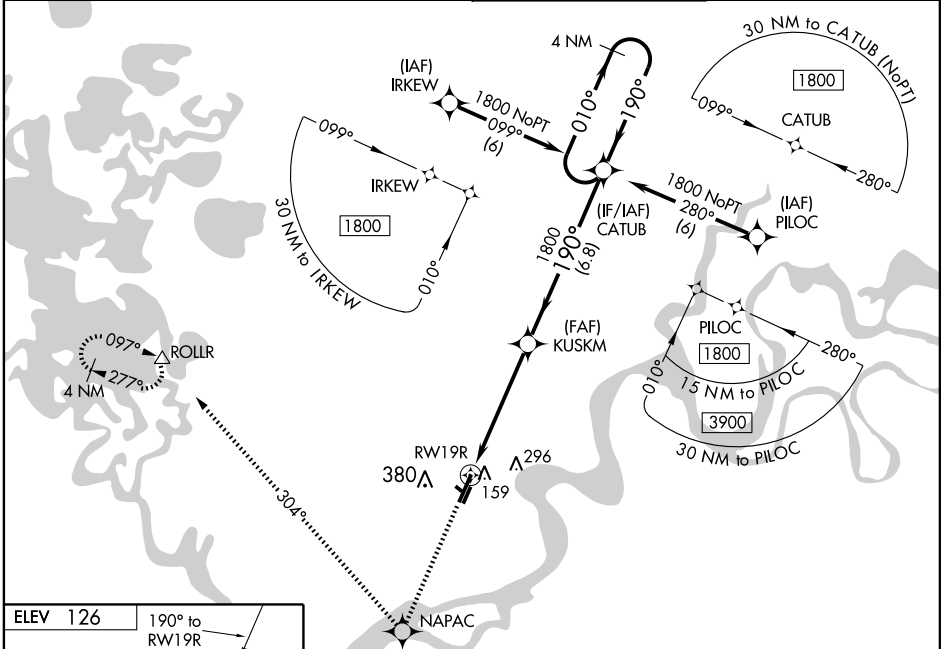 30 NM to CATUB (NoPT)
1800
099°
CATUB
280°
4 NM
010°
190°
(IAF)
IRKEW
1800 NoPT
099°
(6)
099°
IRKEW
1800
010°
30 NM to IRKEW
(IF/IAF)
CATUB
1800 NoPT
280°
(6)
(IAF)
PILOC
1800
190°
(6.8)
(FAF)
KUSKM
PILOC
1800
280°
010°
15 NM to PILOC
3900
30 NM to PILOC
097°
ROLLR
277°
4 NM
304°
RW19R
380
296
159
NAPAC
ELEV 126
190° to
RW19R